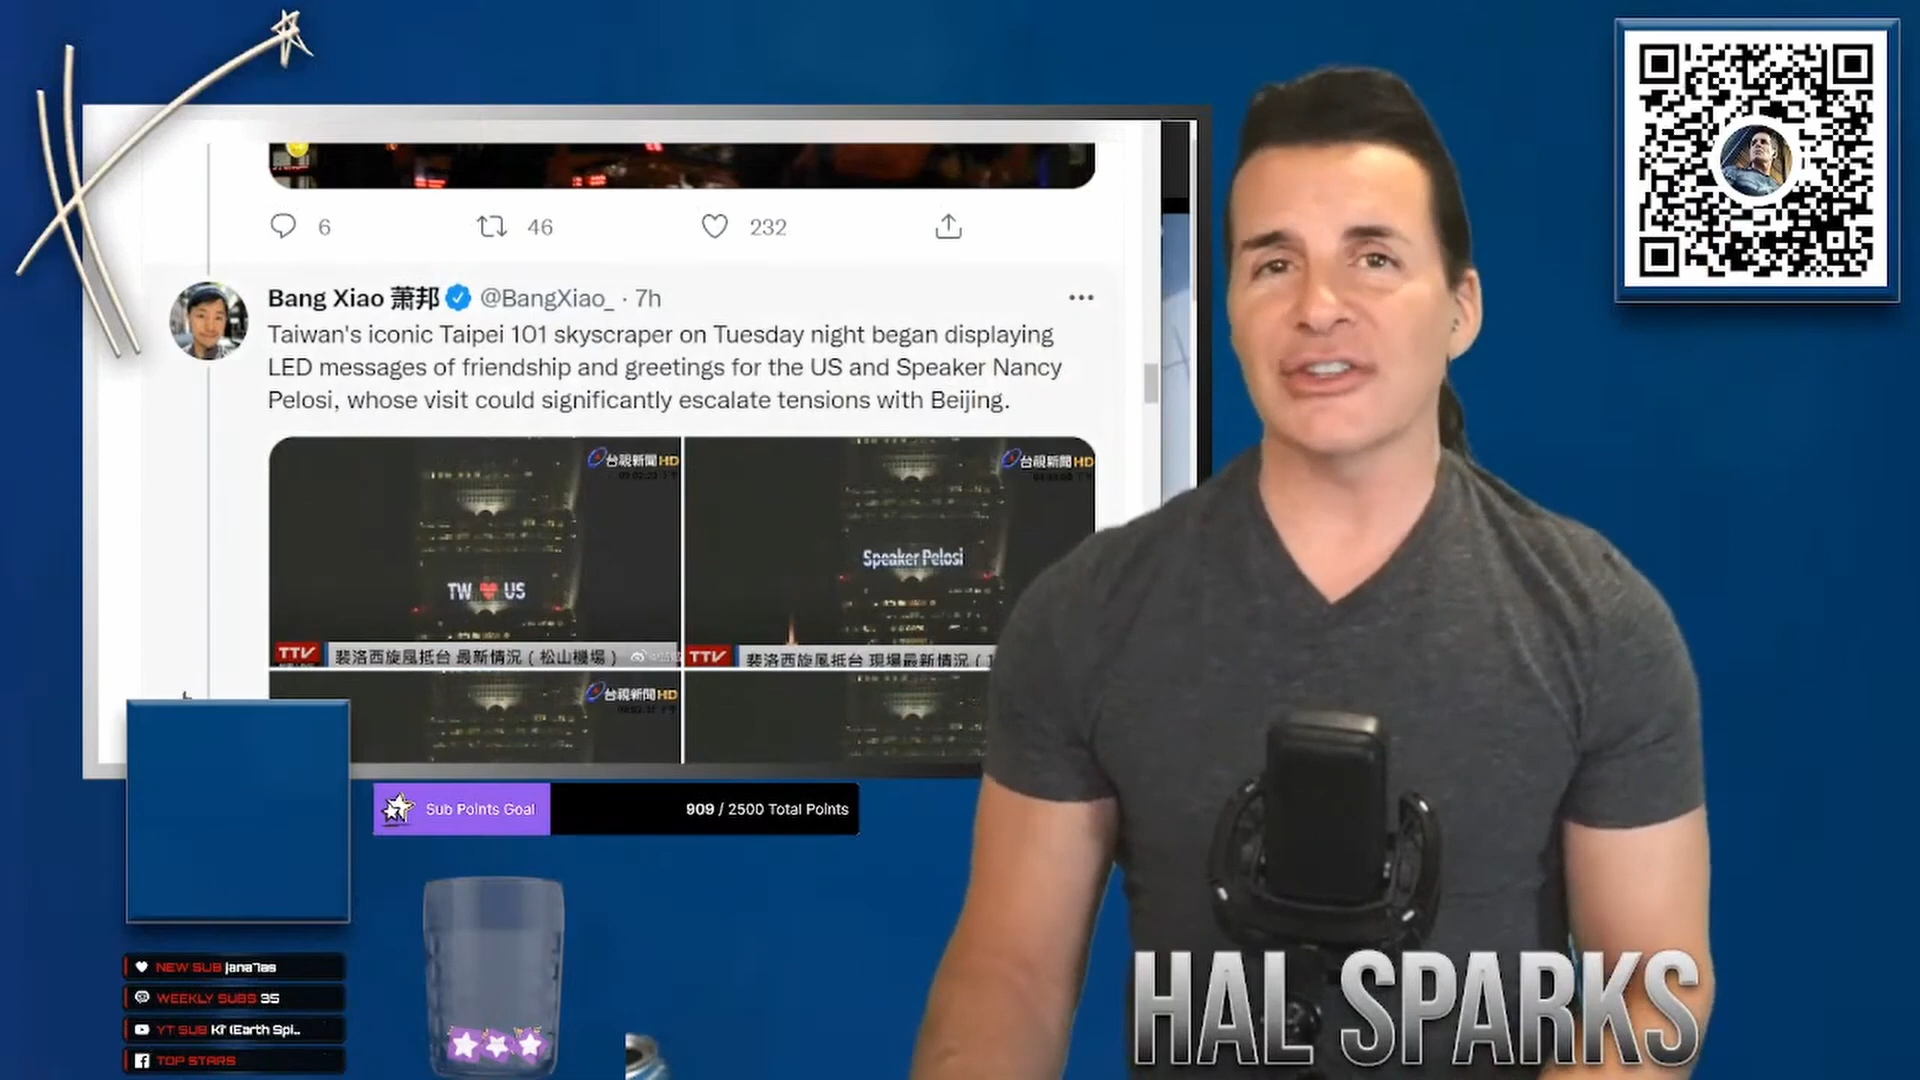 6 46 232
Bang Xiao 萧邦 @BangXiao_ · 7h
Taiwan's iconic Taipei 101 skyscraper on Tuesday night began displaying
LED messages of friendship and greetings for the US and Speaker Nancy
Pelosi, whose visit could significantly escalate tensions with Beijing.
台視新聞HD
台視新聞HD
TW ♥ US
Speaker Pelosi
TTV 裴洛西旋風抵台 最新情況（松山機場）
TTV 裴洛西旋風抵台 現場最新情況（
台視新聞HD
Sub Points Goal 909 / 2500 Total Points
NEW SUB jana7as
WEEKLY SUBS 35
YT SUB Ki' (Earth Spi..
TOP STARS
HAL SPARKS